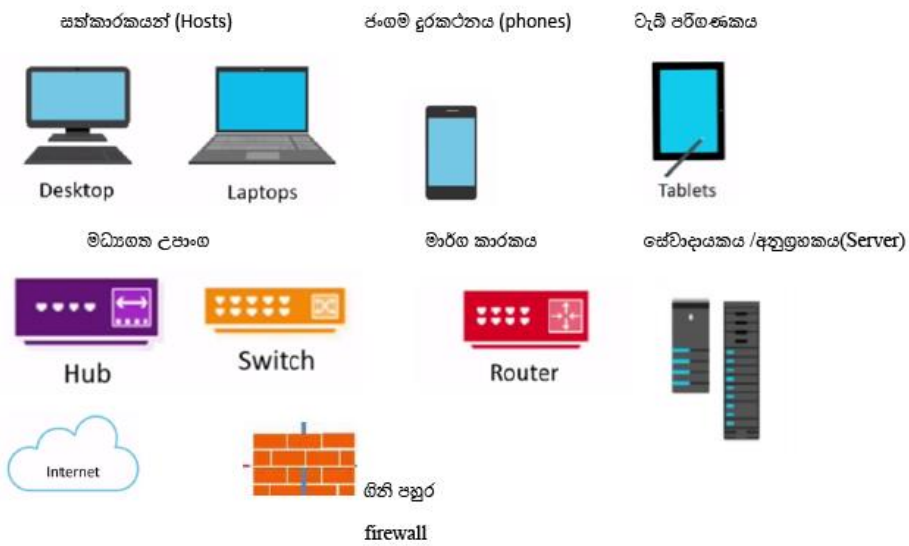 සත්කාරකයන් (Hosts) ජංගම දුරකථනය (phones) ටැබ් පරිගණකය
Desktop Laptops Tablets
මධ්‍යගත උපාංග මාර්ග කාරකය සේවාදායකය /අනුග්‍රහකය(Server)
Hub Switch Router
Internet
ගිනි පහුර
firewall